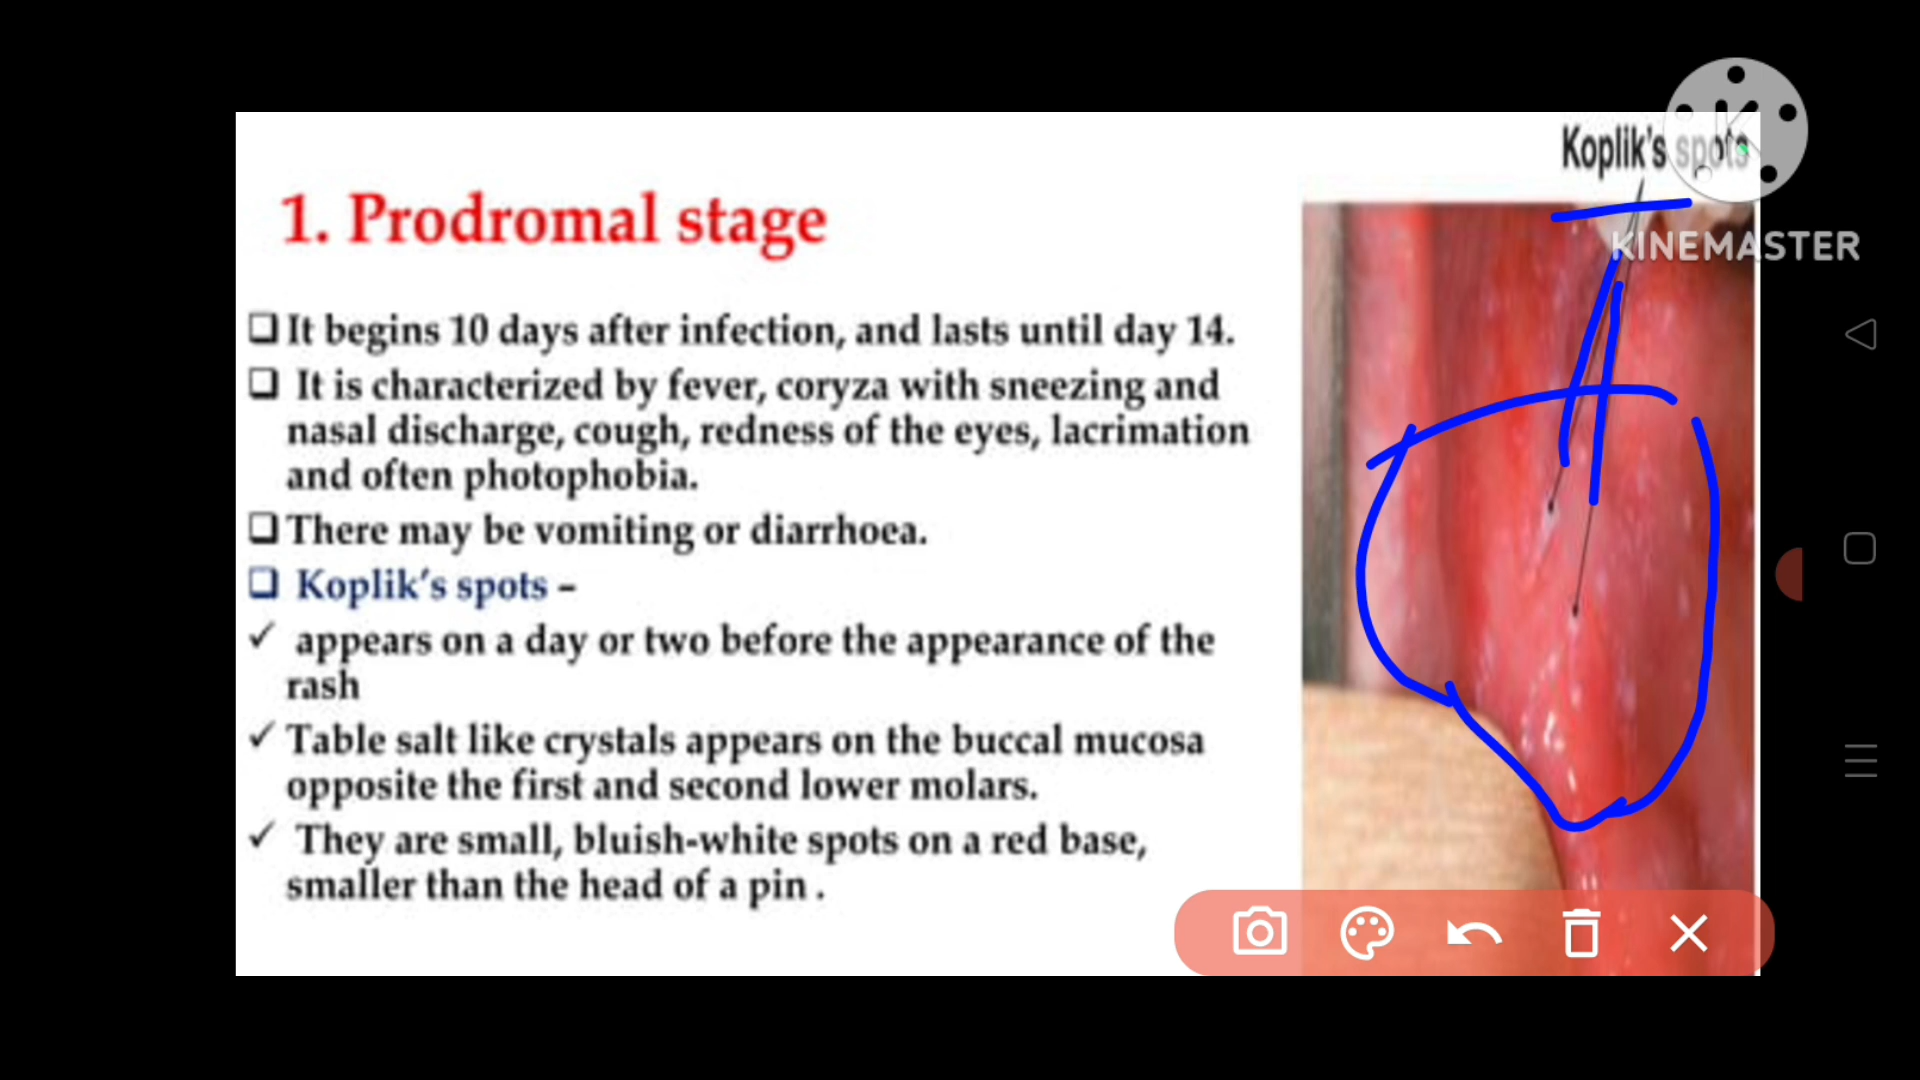 Koplik's spots
KINEMASTER
1. Prodromal stage
❑ It begins 10 days after infection, and lasts until day 14.
❑ It is characterized by fever, coryza with sneezing and
nasal discharge, cough, redness of the eyes, lacrimation
and often photophobia.
❑ There may be vomiting or diarrhoea.
❑ Koplik's spots –
✓ appears on a day or two before the appearance of the
rash
✓ Table salt like crystals appears on the buccal mucosa
opposite the first and second lower molars.
✓ They are small, bluish-white spots on a red base,
smaller than the head of a pin .